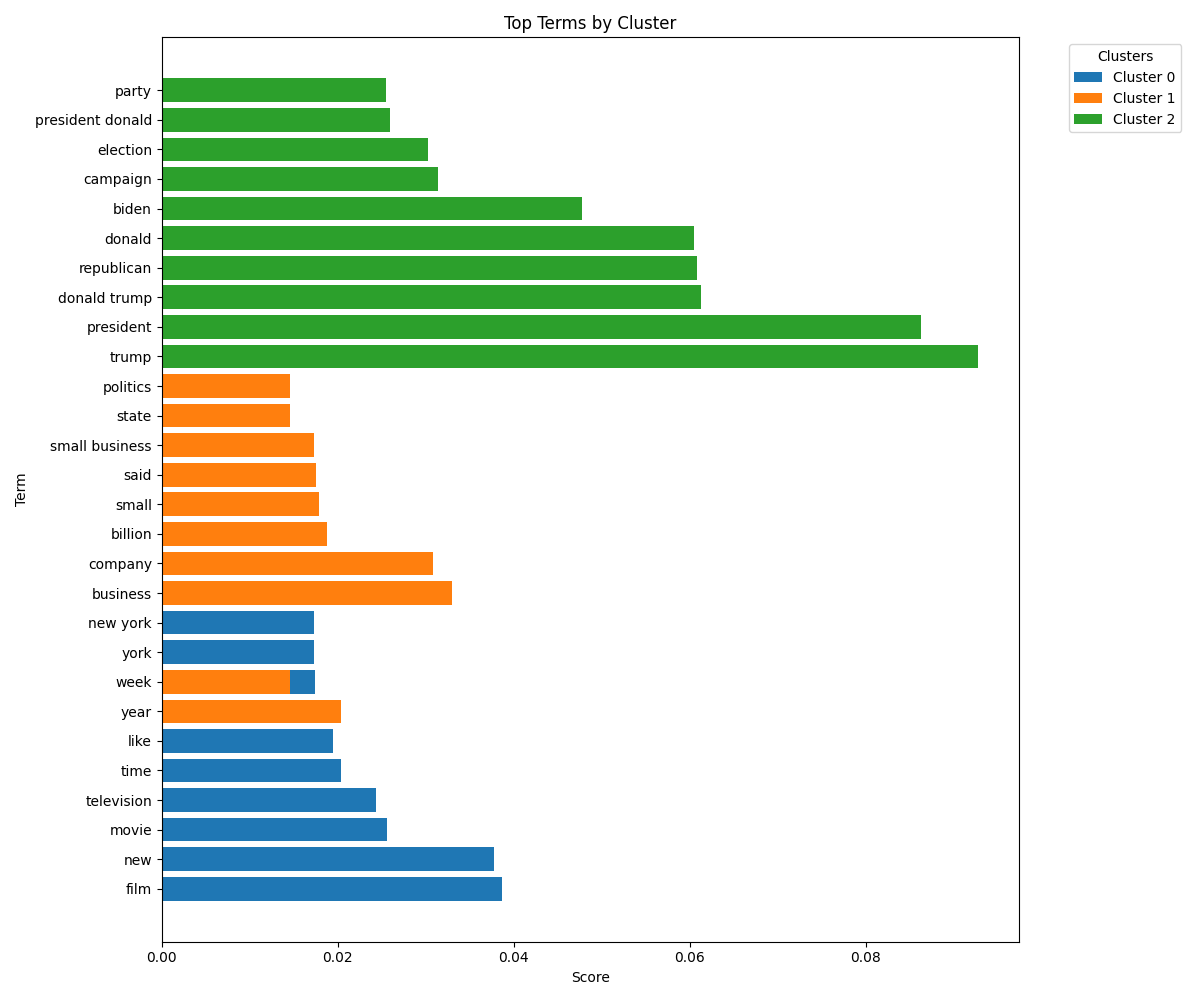 Top Terms by Cluster
Clusters
Cluster 0
Cluster 1
Cluster 2
party
president donald
election
campaign
biden
donald
republican
donald trump
president
trump
politics
state
small business
said
small
billion
company
business
new york
york
week
year
like
time
television
movie
new
film
Term
0.00 0.02 0.04 0.06 0.08
Score